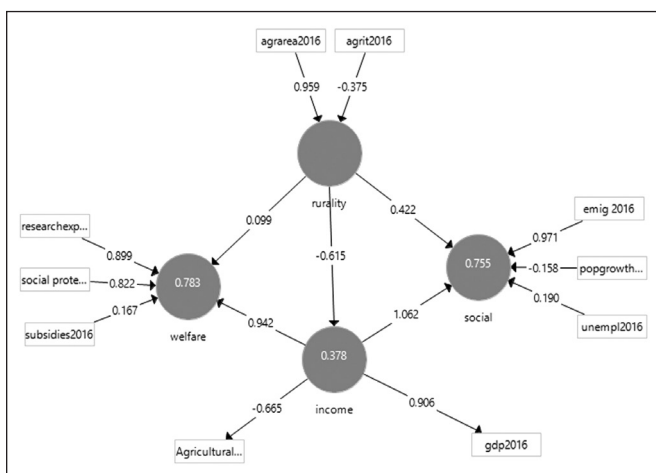 agrarea2016 agrit2016
0.959 -0.375
rurality
researchexp...
0.899
social prote...
0.822
subsidies2016
0.167
0.099
0.422
-0.615
emig 2016
0.971
popgrowth...
-0.158
unempl2016
0.190
0.783
welfare
0.755
social
0.942
1.062
0.378
income
-0.665
0.906
Agricultural...
gdp2016